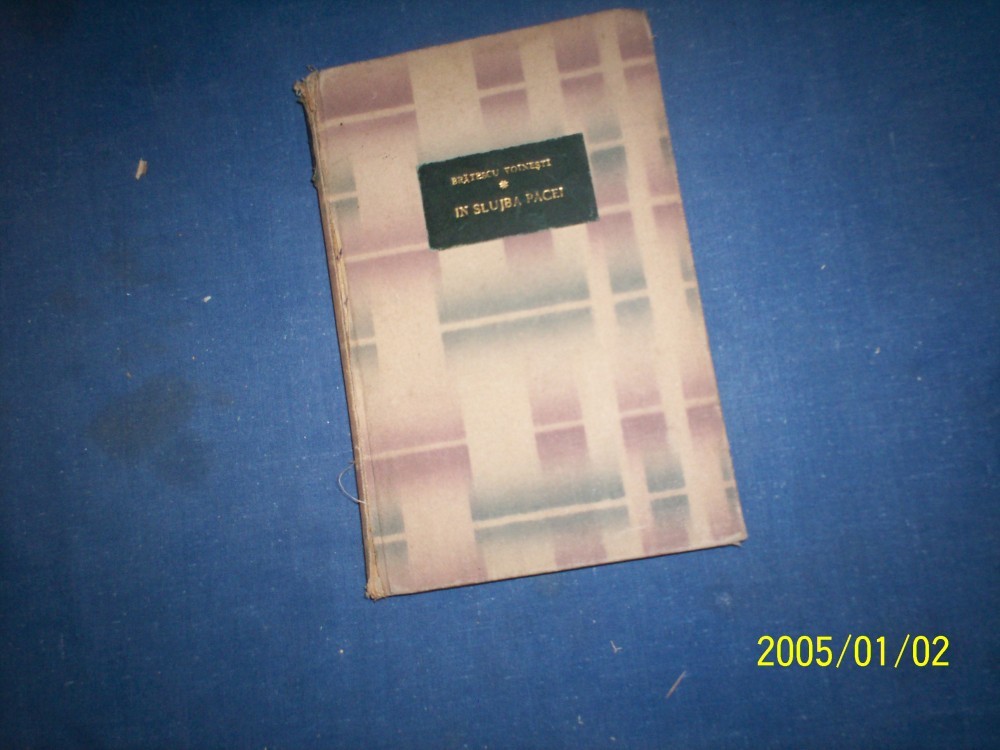 BRĂTESCU VOINEȘTI
IN SLUJBA PĂCEI
2005/01/02